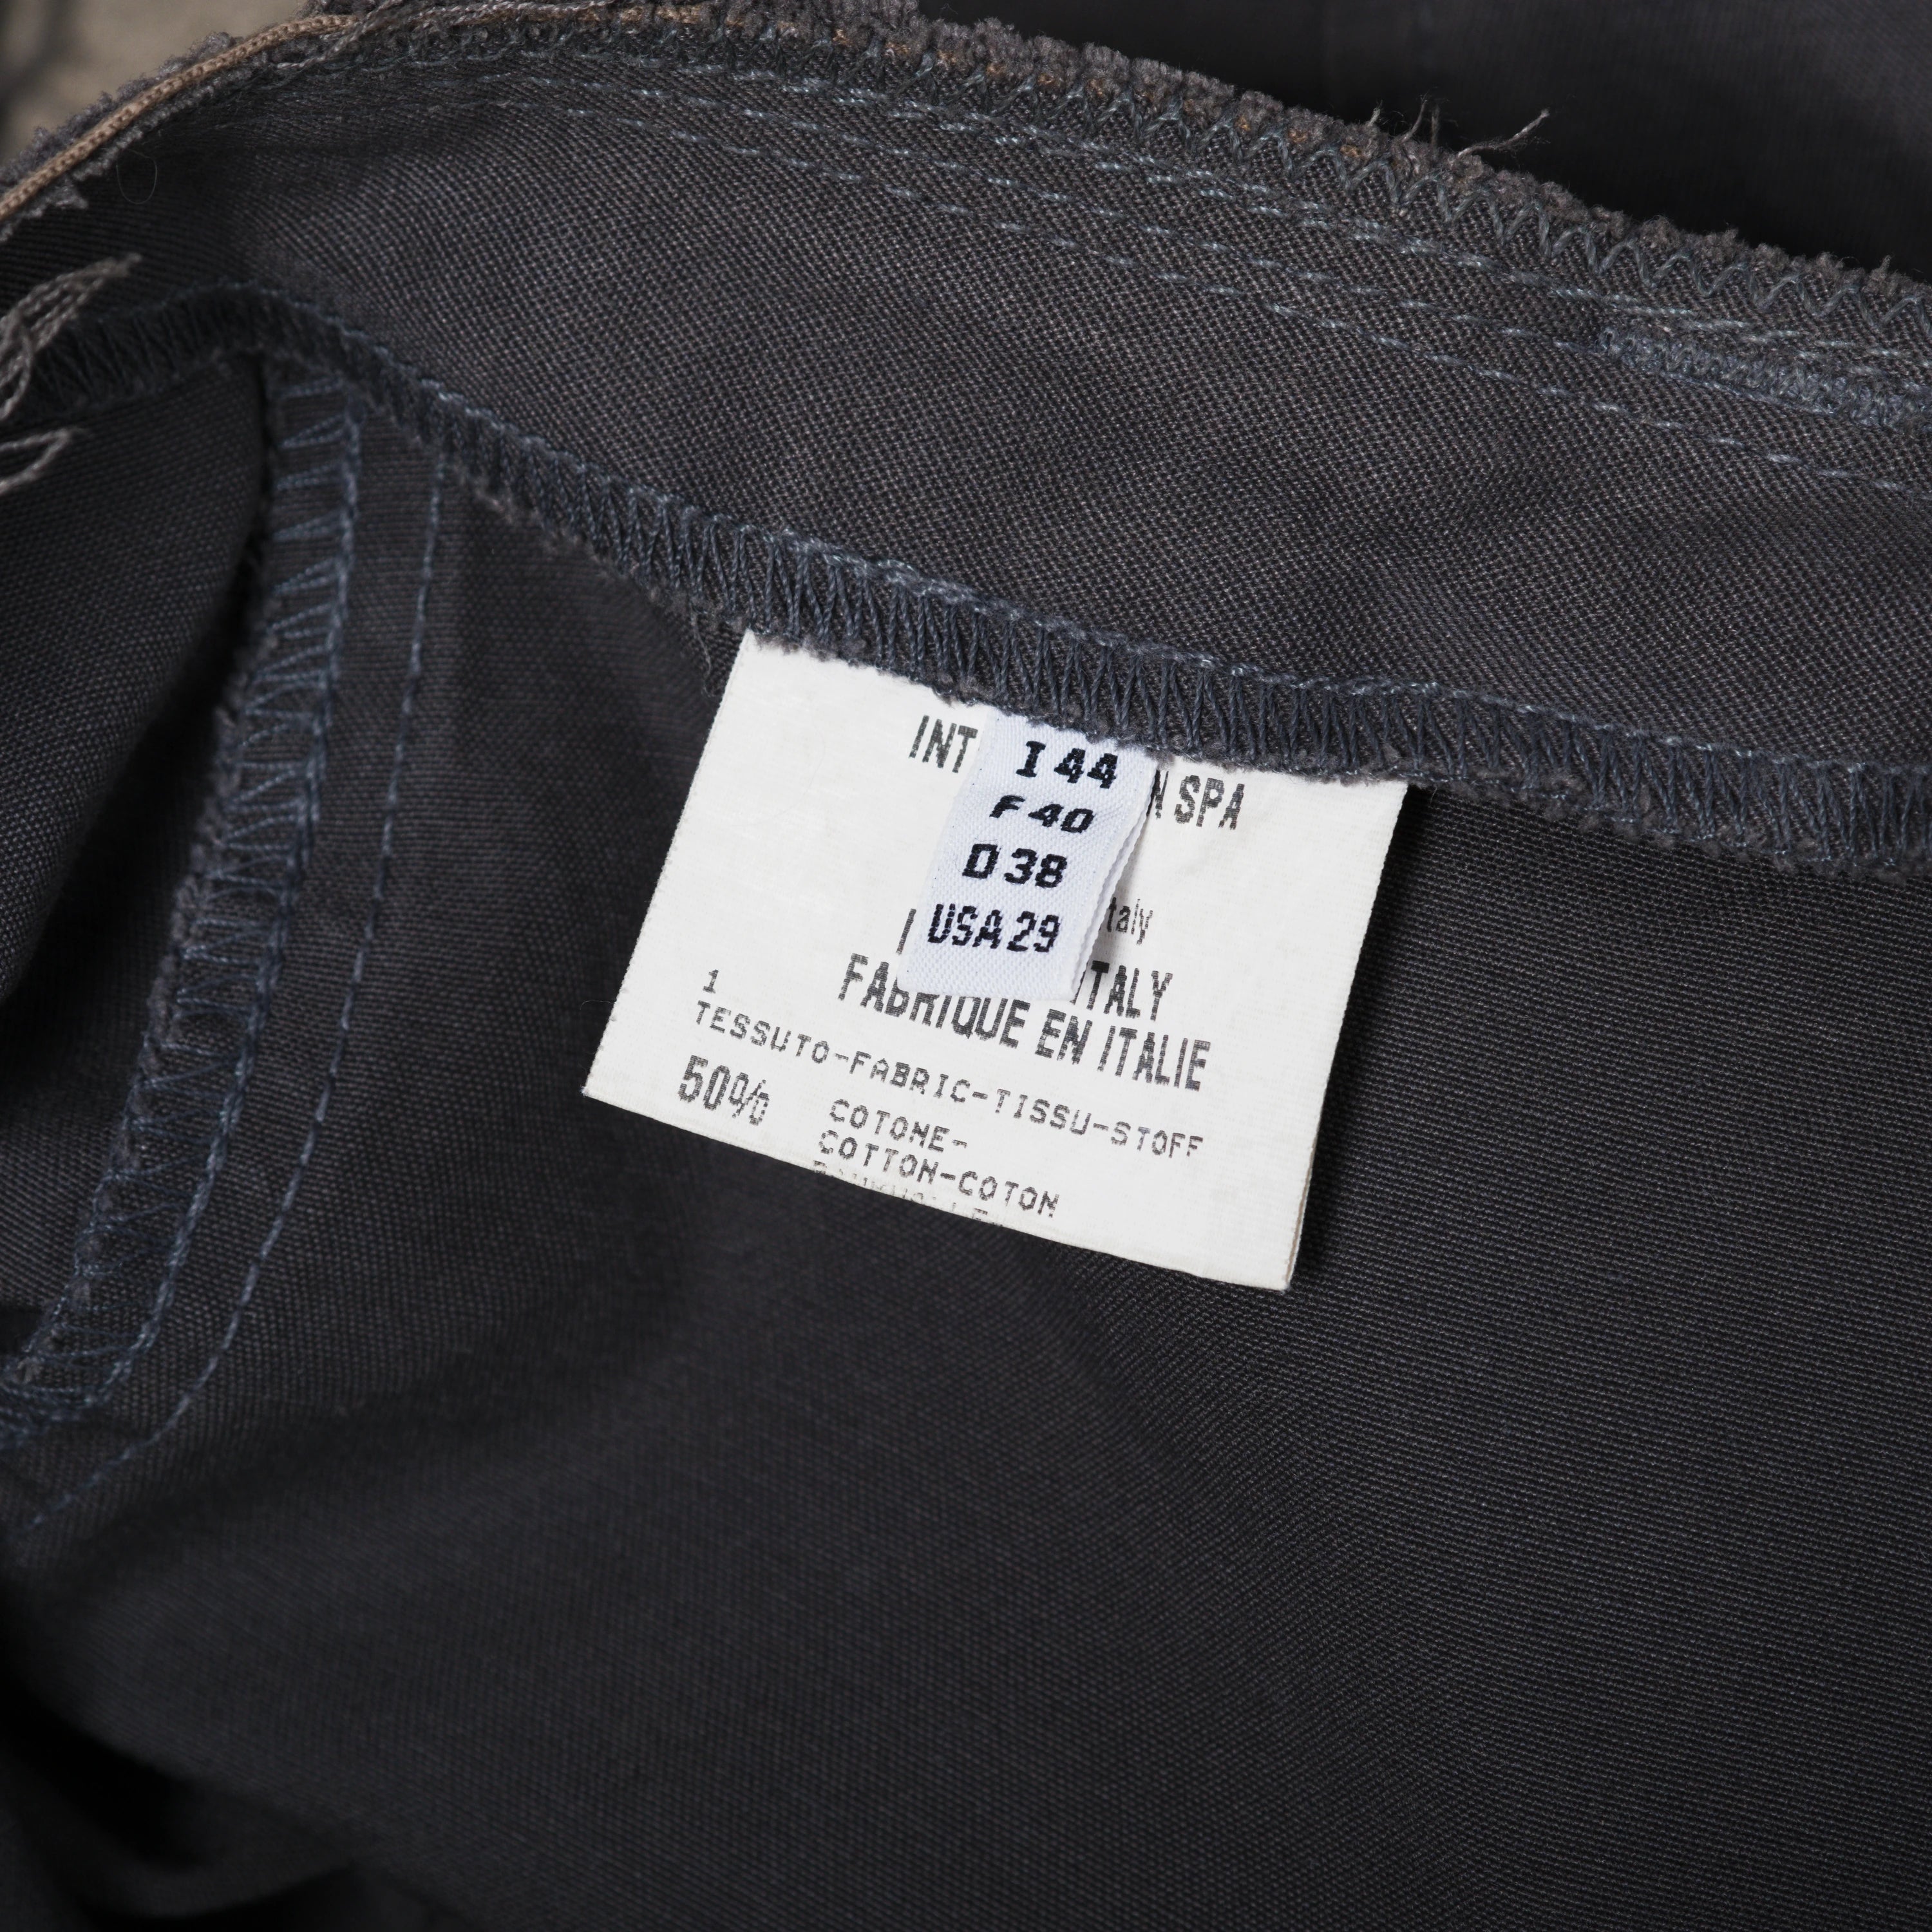 I 44
F 40
D 38
USA 29
INT N SPA
taly
TALY
FABRIQUE EN ITALIE
1
TESSUTO-FABRIC-TISSU-STOFF
50% COTONE-
COTTON-COTON